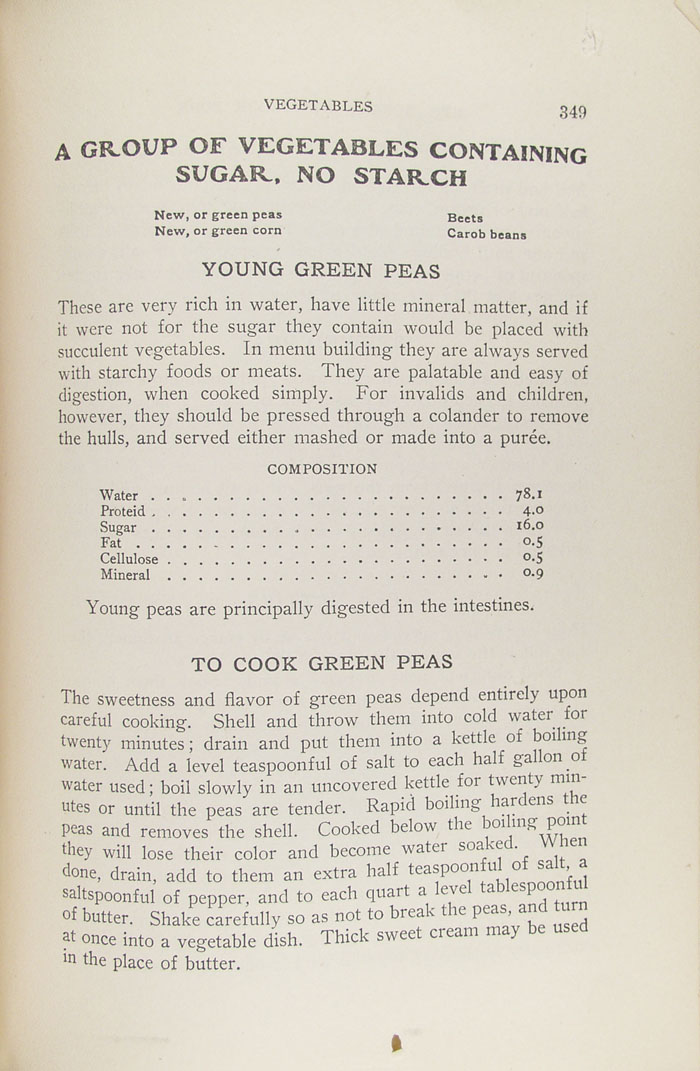 VEGETABLES 349
A GROUP OF VEGETABLES CONTAINING
SUGAR, NO STARCH
New, or green peas Beets
New, or green corn Carob beans
YOUNG GREEN PEAS
These are very rich in water, have little mineral matter, and if
it were not for the sugar they contain would be placed with
succulent vegetables. In menu building they are always served
with starchy foods or meats. They are palatable and easy of
digestion, when cooked simply. For invalids and children,
however, they should be pressed through a colander to remove
the hulls, and served either mashed or made into a purée.
COMPOSITION
Water . . . . . . . . . . . . . . . . . . . . . . . 78.1
Proteid . . . . . . . . . . . . . . . . . . . . . . . 4.0
Sugar . . . . . . . . . . . . . . . . . . . . . . . 16.0
Fat . . . . . . . . . . . . . . . . . . . . . . . . 0.5
Cellulose . . . . . . . . . . . . . . . . . . . . . . 0.5
Mineral . . . . . . . . . . . . . . . . . . . . . . 0.9
Young peas are principally digested in the intestines.
TO COOK GREEN PEAS
The sweetness and flavor of green peas depend entirely upon
careful cooking. Shell and throw them into cold water for
twenty minutes; drain and put them into a kettle of boiling
water. Add a level teaspoonful of salt to each half gallon of
water used; boil slowly in an uncovered kettle for twenty min-
utes or until the peas are tender. Rapid boiling hardens the
peas and removes the shell. Cooked below the boiling point
they will lose their color and become water soaked. When
done, drain, add to them an extra half teaspoonful of salt, a
saltspoonful of pepper, and to each quart a level tablespoonful
of butter. Shake carefully so as not to break the peas, and turn
at once into a vegetable dish. Thick sweet cream may be used
in the place of butter.